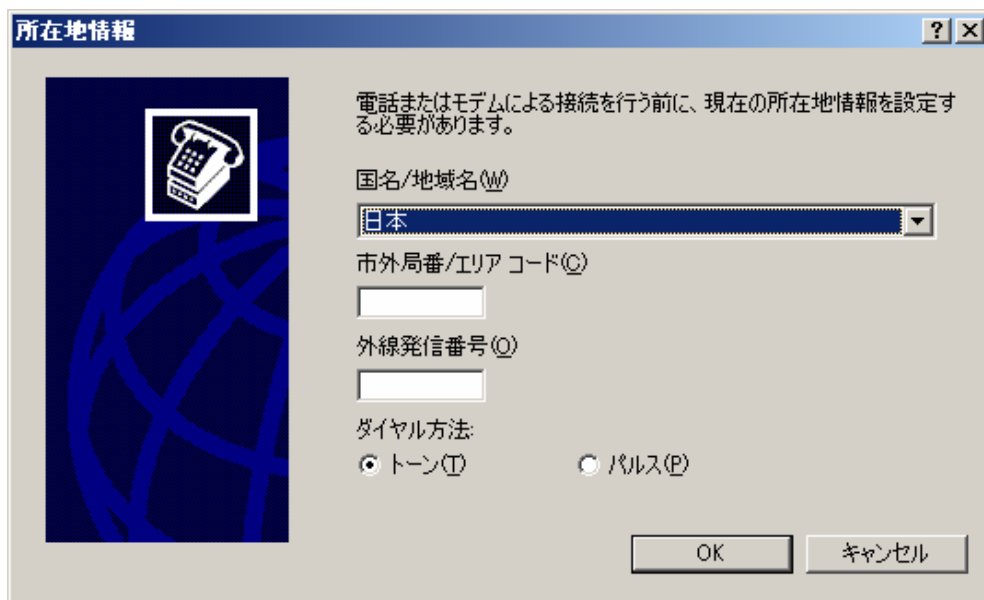 所在地情報
電話またはモデムによる接続を行う前に、現在の所在地情報を設定す
る必要があります。
国名/地域名(W)
日本
市外局番/エリア コード(C)
外線発信番号(O)
ダイヤル方法:
トーン(T) パルス(P)
OK キャンセル